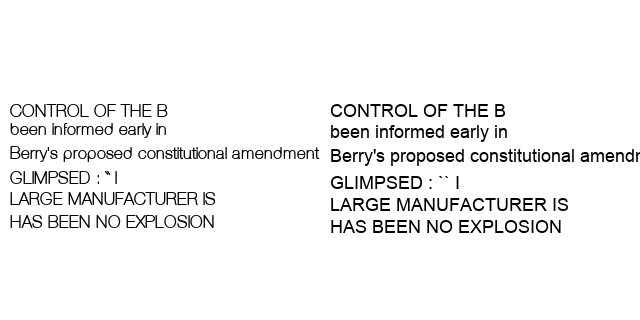 CONTROL OF THE B
been informed early in
Berry's proposed constitutional amendment
GLIMPSED : `` I
LARGE MANUFACTURER IS
HAS BEEN NO EXPLOSION
CONTROL OF THE B
been informed early in
Berry's proposed constitutional
GLIMPSED : `` I
LARGE MANUFACTURER IS
HAS BEEN NO EXPLOSION